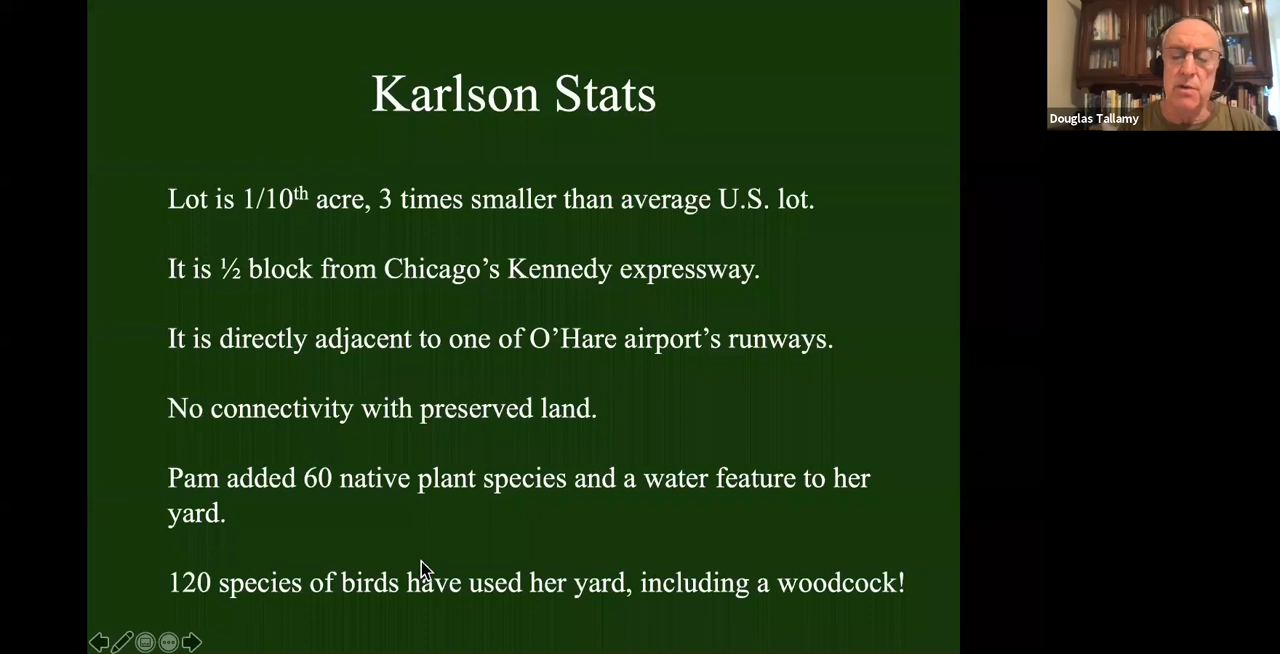 Karlson Stats
Lot is 1/10th acre, 3 times smaller than average U.S. lot.
It is ½ block from Chicago’s Kennedy expressway.
It is directly adjacent to one of O’Hare airport’s runways.
No connectivity with preserved land.
Pam added 60 native plant species and a water feature to her
yard.
120 species of birds have used her yard, including a woodcock!
Douglas Tallamy